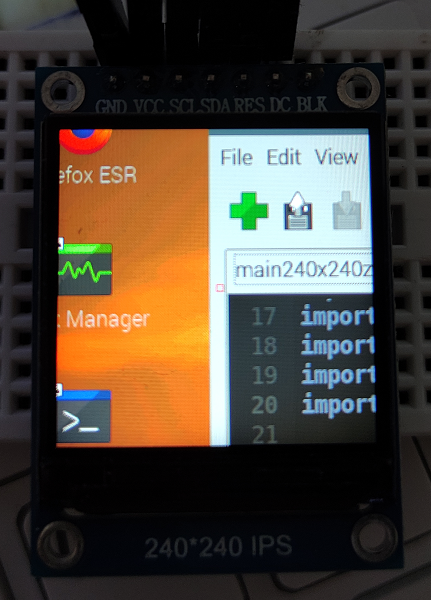 GND VCC SCL SDA RES DC BLK
efox ESR
File Edit View
main240x240z
Manager
17 import
18 import
19 import
20 import
21
>_
240*240 IPS